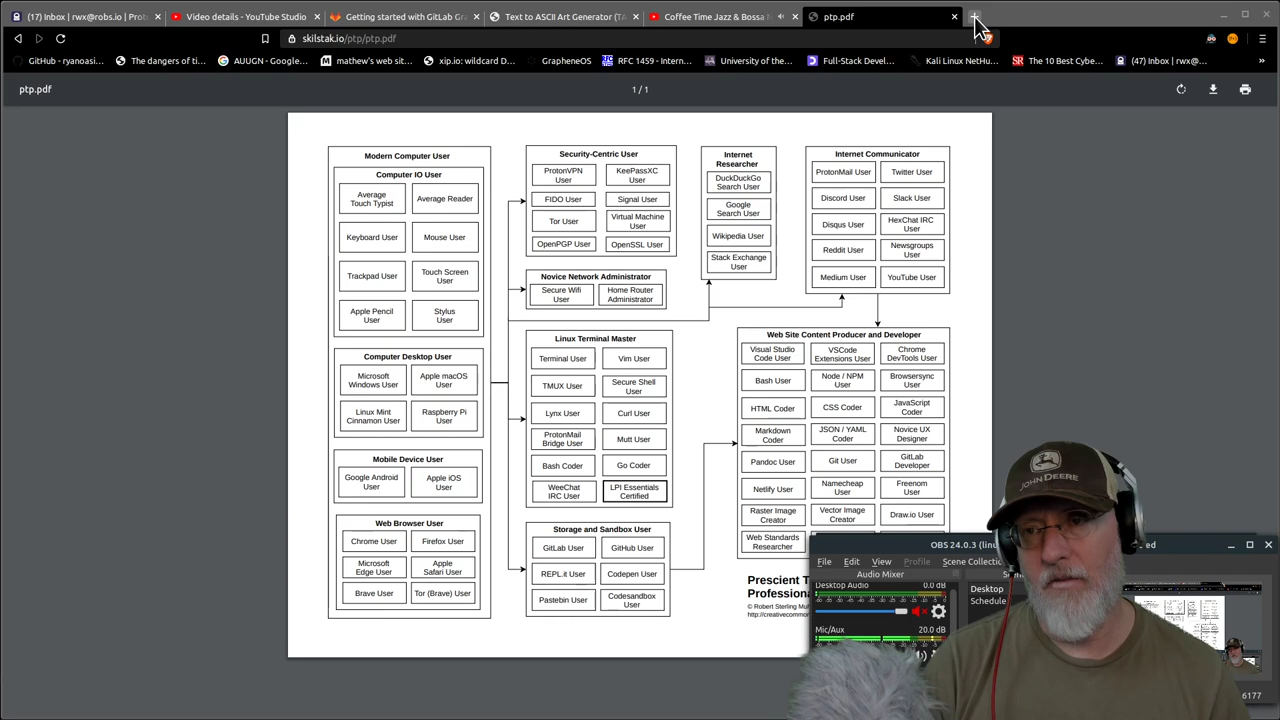 (17) Inbox | rwx@robs.io | Prot
Video details - YouTube Studio
Getting started with GitLab Gra
Text to ASCII Art Generator (TA
Coffee Time Jazz & Bossa N
ptp.pdf
skilstak.io/ptp/ptp.pdf
GitHub - ryanoasi...
The dangers of ti...
AUUGN - Google...
mathew's web sit...
xip.io: wildcard D...
GrapheneOS
RFC 1459 - Intern...
University of the...
Full-Stack Devel...
Kali Linux NetHu...
The 10 Best Cybe...
(47) Inbox | rwx@...
ptp.pdf
1 / 1
Modern Computer User
Computer IO User
Average
Touch Typist
Average Reader
Keyboard User
Mouse User
Trackpad User
Touch Screen
User
Apple Pencil
User
Stylus
User
Computer Desktop User
Microsoft
Windows User
Apple macOS
User
Linux Mint
Cinnamon User
Raspberry Pi
User
Mobile Device User
Google Android
User
Apple iOS
User
Web Browser User
Chrome User
Firefox User
Microsoft
Edge User
Apple
Safari User
Brave User
Tor (Brave) User
Security-Centric User
ProtonVPN
User
KeePassXC
User
FIDO User
Signal User
Tor User
Virtual Machine
User
OpenPGP User
OpenSSL User
Novice Network Administrator
Secure Wifi
User
Home Router
Administrator
Linux Terminal Master
Terminal User
Vim User
TMUX User
Secure Shell
User
Lynx User
Curl User
ProtonMail
Bridge User
Mutt User
Bash Coder
Go Coder
WeeChat
IRC User
LPI Essentials
Certified
Storage and Sandbox User
GitLab User
GitHub User
REPL.it User
Codepen User
Pastebin User
Codesandbox
User
Internet
Researcher
DuckDuckGo
Search User
Google
Search User
Wikipedia User
Stack Exchange
User
Internet Communicator
ProtonMail User
Twitter User
Discord User
Slack User
Disqus User
HexChat IRC
User
Reddit User
Newsgroups
User
Medium User
YouTube User
Web Site Content Producer and Developer
Visual Studio
Code User
VSCode
Extensions User
Chrome
DevTools User
Bash User
Node / NPM
User
Browsersync
User
HTML Coder
CSS Coder
JavaScript
Coder
Markdown
Coder
JSON / YAML
Coder
Novice UX
Designer
Pandoc User
Git User
GitLab
Developer
Netlify User
Namecheap
User
Freenom
User
Raster Image
Creator
Vector Image
Creator
Draw.io User
Web Standards
Researcher
Prescient T
Professiona
© Robert Sterling Mu
http://creativecommo
OBS 24.0.3 (linu
ed
File Edit View Profile Scene Collectio
Audio Mixer
Desktop Audio 0.0 dB
Mic/Aux 20.0 dB
Desktop
Schedule
6177
JOHN DEERE